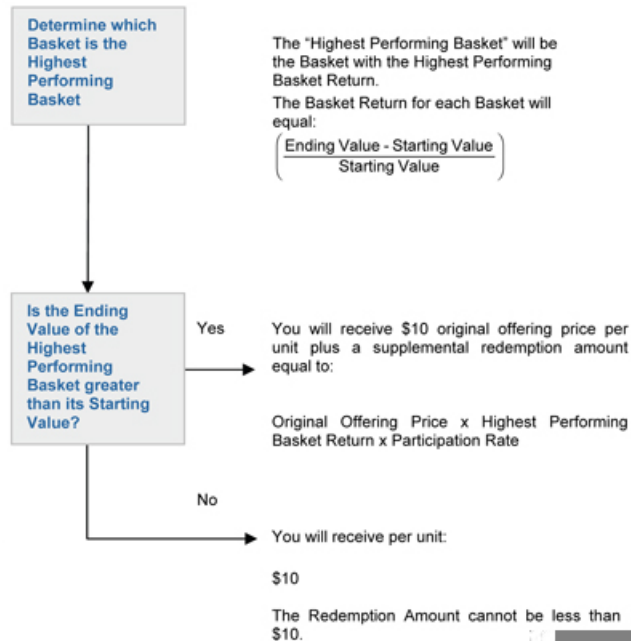 Determine which
Basket is the
Highest
Performing
Basket
The “Highest Performing Basket” will be
the Basket with the Highest Performing
Basket Return.
The Basket Return for each Basket will
equal:
(Ending Value - Starting Value
Starting Value)
Is the Ending
Value of the
Highest
Performing
Basket greater
than its Starting
Value?
Yes
You will receive $10 original offering price per
unit plus a supplemental redemption amount
equal to:
Original Offering Price x Highest Performing
Basket Return x Participation Rate
No
You will receive per unit:
$10
The Redemption Amount cannot be less than
$10.